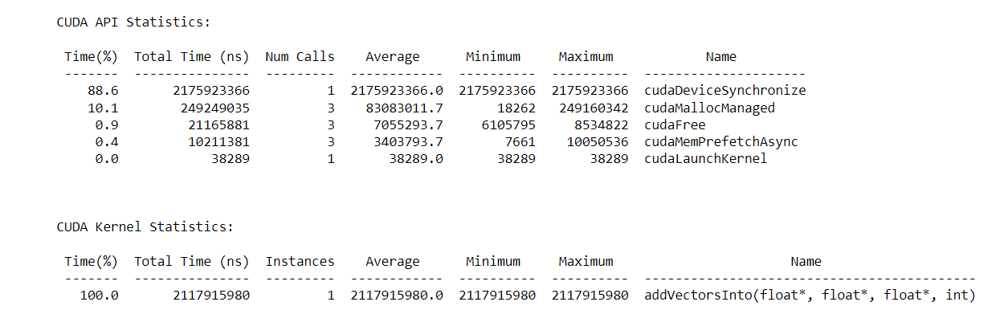 CUDA API Statistics:
Time(%)  Total Time (ns)  Num Calls    Average      Minimum     Maximum            Name
-------  ---------------  ---------  ------------  ----------  ----------  ---------------------
   88.6       2175923366          1  2175923366.0  2175923366  2175923366  cudaDeviceSynchronize
   10.1        249249035          3    83083011.7       18262   249160342  cudaMallocManaged
    0.9         21165881          3     7055293.7     6105795     8534822  cudaFree
    0.4         10211381          3     3403793.7        7661    10050536  cudaMemPrefetchAsync
    0.0            38289          1       38289.0       38289       38289  cudaLaunchKernel
CUDA Kernel Statistics:
Time(%)  Total Time (ns)  Instances    Average      Minimum     Maximum                       Name
-------  ---------------  ---------  ------------  ----------  ----------  -------------------------------------------
  100.0       2117915980          1  2117915980.0  2117915980  2117915980  addVectorsInto(float*, float*, float*, int)